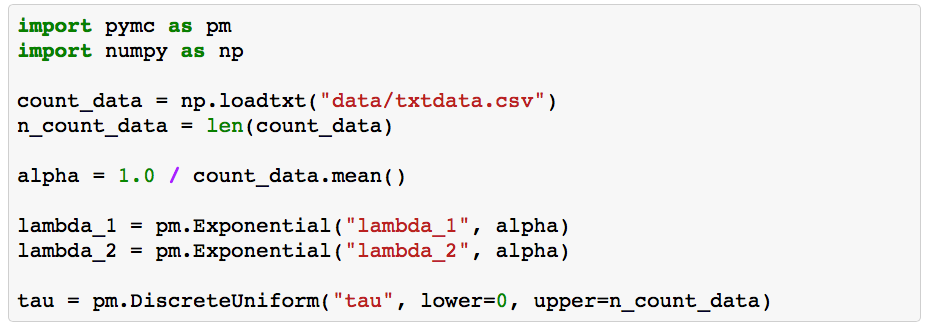 import pymc as pm
import numpy as np
count_data = np.loadtxt("data/txtdata.csv")
n_count_data = len(count_data)
alpha = 1.0 / count_data.mean()
lambda_1 = pm.Exponential("lambda_1", alpha)
lambda_2 = pm.Exponential("lambda_2", alpha)
tau = pm.DiscreteUniform("tau", lower=0, upper=n_count_data)